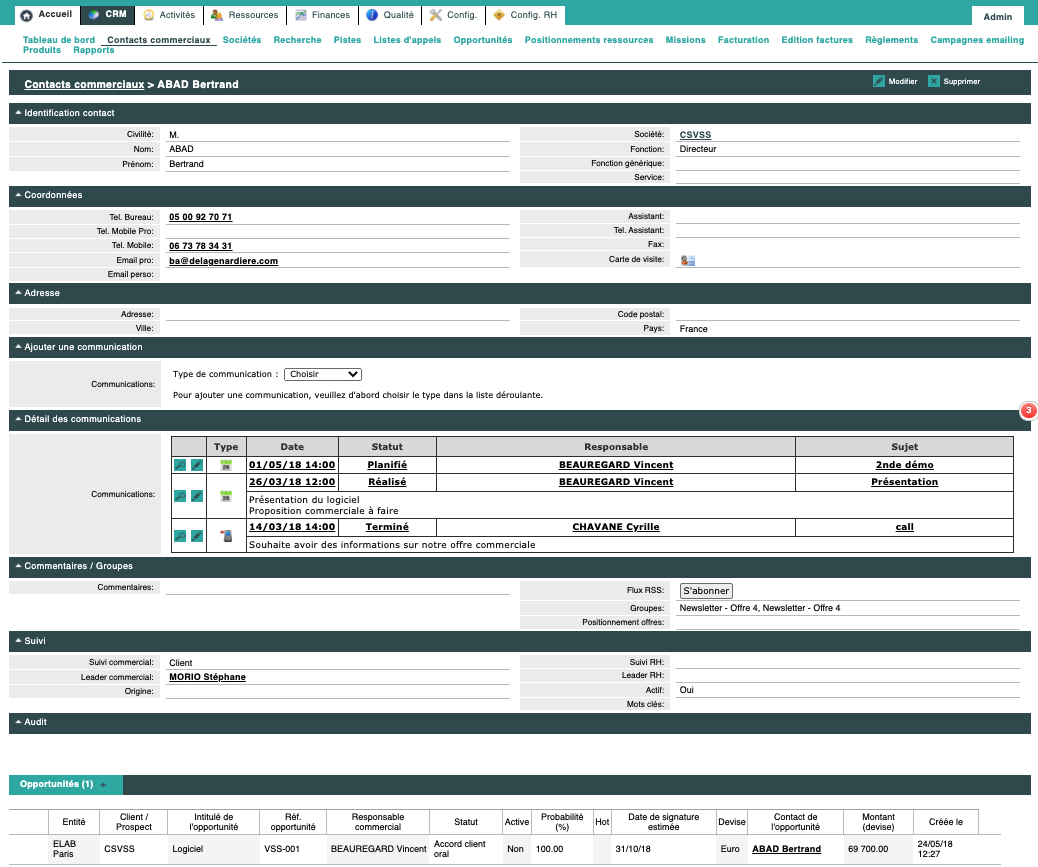 Accueil CRM Activités Ressources Finances Qualité Config. Config. RH Admin
Tableau de bord Contacts commerciaux Sociétés Recherche Pistes Listes d'appels Opportunités Positionnements ressources Missions Facturation Edition factures Règlements Campagnes emailing
Produits Rapports
Contacts commerciaux > ABAD Bertrand Modifier Supprimer
Identification contact
Civilité: M. Société: CSVSS
Nom: ABAD Fonction: Directeur
Prénom: Bertrand Fonction générique:
Service:
Coordonnées
Tel. Bureau: 05 00 92 70 71 Assistant:
Tel. Mobile Pro: Tel. Assistant:
Tel. Mobile: 06 73 78 34 31 Fax:
Email pro: ba@delagenardiere.com Carte de visite:
Email perso:
Adresse
Adresse: Code postal:
Ville: Pays: France
Ajouter une communication
Type de communication : Choisir
Communications:
Pour ajouter une communication, veuillez d'abord choisir le type dans la liste déroulante.
3
Détail des communications
Type Date Statut Responsable Sujet
26 01/05/18 14:00 Planifié BEAUREGARD Vincent 2nde démo
26/03/18 12:00 Réalisé BEAUREGARD Vincent Présentation
Communications: 26
Présentation du logiciel
Proposition commerciale à faire
14/03/18 14:00 Terminé CHAVANE Cyrille call
Souhaite avoir des informations sur notre offre commerciale
Commentaires / Groupes
Commentaires: Flux RSS: S'abonner
Groupes: Newsletter - Offre 4, Newsletter - Offre 4
Positionnement offres:
Suivi
Suivi commercial: Client Suivi RH:
Leader commercial: MORIO Stéphane Leader RH:
Origine: Actif: Oui
Mots clés:
Audit
Opportunités (1)
Entité Client / Prospect Intitulé de l'opportunité Réf. opportunité Responsable commercial Statut Active Probabilité (%) Hot Date de signature estimée Devise Contact de l'opportunité Montant (devise) Créée le
ELAB Paris CSVSS Logiciel VSS-001 BEAUREGARD Vincent Accord client oral Non 100.00 31/10/18 Euro ABAD Bertrand 69 700.00 24/05/18 12:27